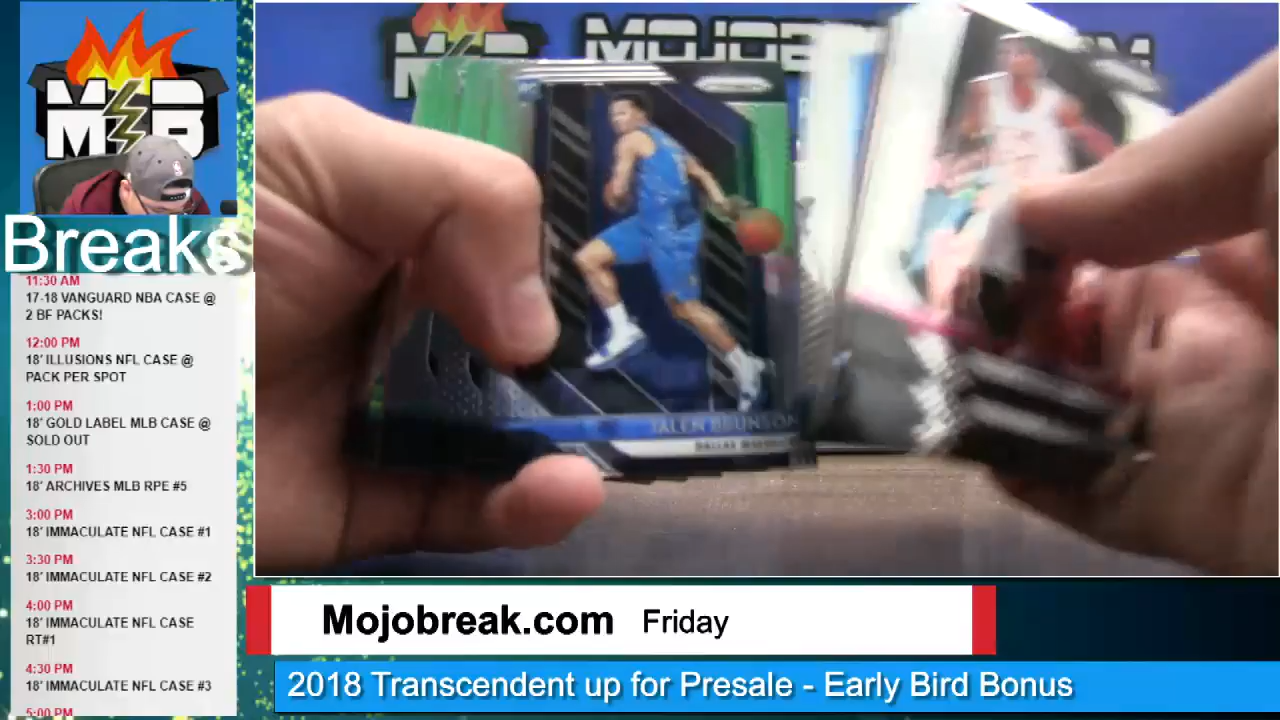 M B
MOJOB
M B
Breaks
11:30 AM
17-18 VANGUARD NBA CASE @
2 BF PACKS!
12:00 PM
18' ILLUSIONS NFL CASE @
PACK PER SPOT
1:00 PM
18' GOLD LABEL MLB CASE @
SOLD OUT
1:30 PM
18' ARCHIVES MLB RPE #5
3:00 PM
18' IMMACULATE NFL CASE #1
3:30 PM
18' IMMACULATE NFL CASE #2
4:00 PM
18' IMMACULATE NFL CASE
RT#1
4:30 PM
18' IMMACULATE NFL CASE #3
5:00 PM
JALEN BRUNSON
Mojobreak.com Friday
2018 Transcendent up for Presale - Early Bird Bonus